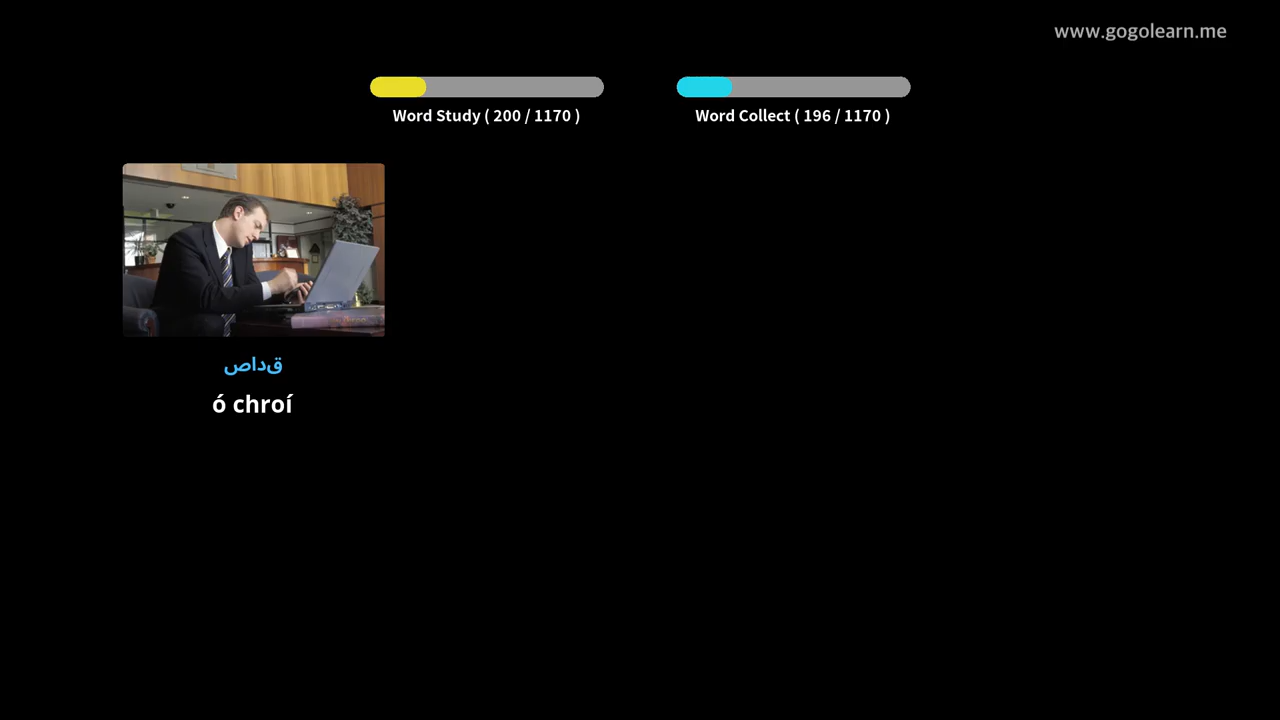 www.gogolearn.me
Word Study ( 200 / 1170 )
Word Collect ( 196 / 1170 )
قداص
ó chroí